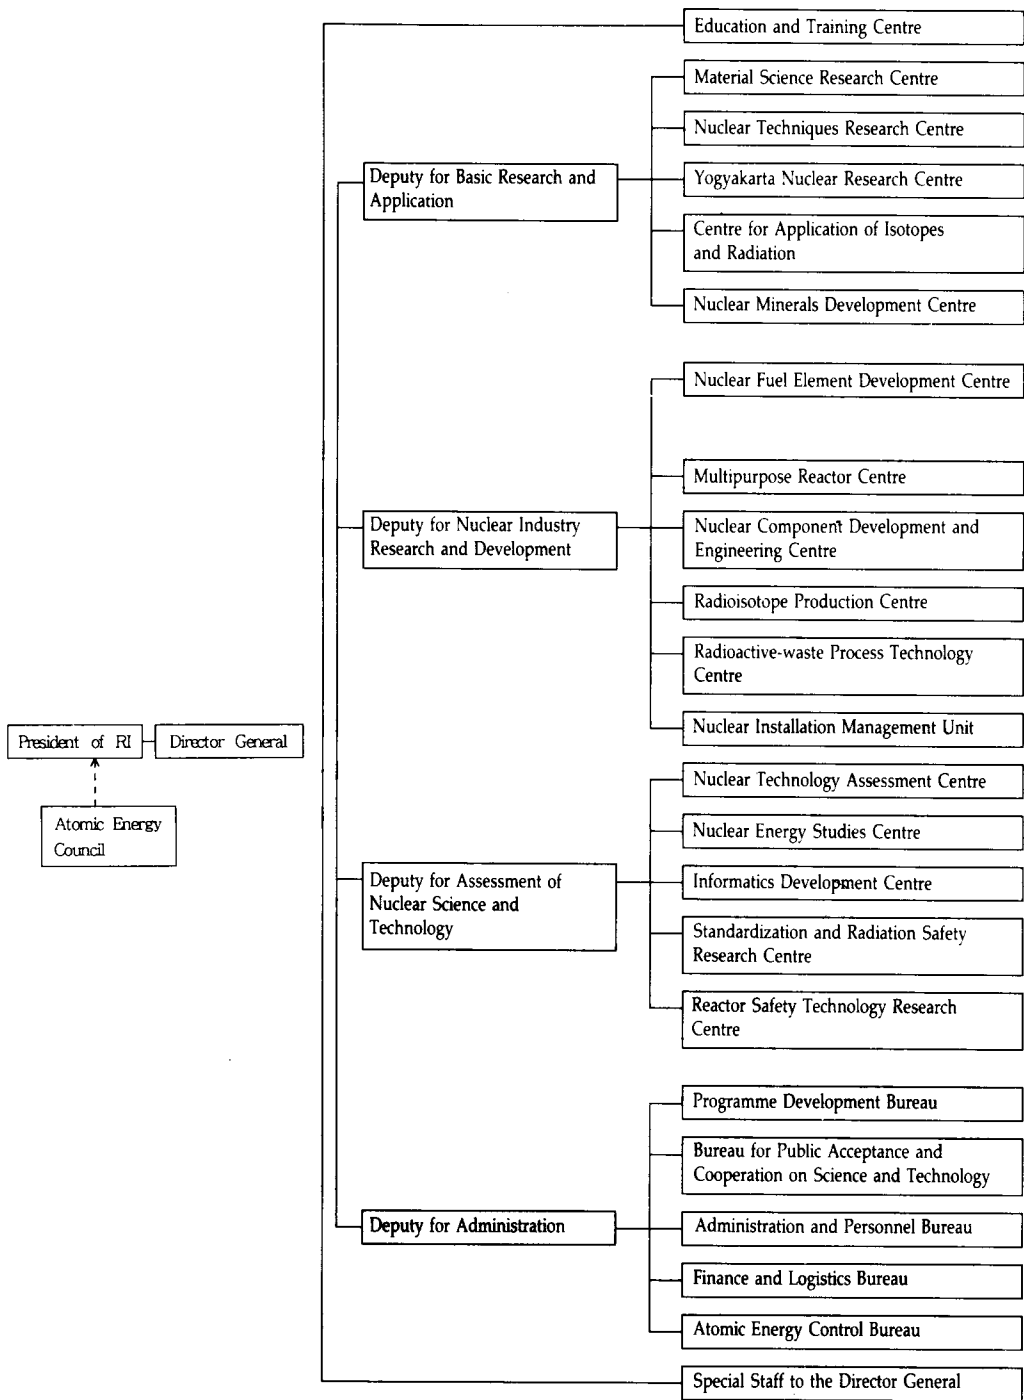 Education and Training Centre
Material Science Research Centre
Nuclear Techniques Research Centre
Deputy for Basic Research and
Application
Yogyakarta Nuclear Research Centre
Centre for Application of Isotopes
and Radiation
Nuclear Minerals Development Centre
Nuclear Fuel Element Development Centre
Multipurpose Reactor Centre
Deputy for Nuclear Industry
Research and Development
Nuclear Component Development and
Engineering Centre
Radioisotope Production Centre
Radioactive-waste Process Technology
Centre
Nuclear Installation Management Unit
President of RI
Director General
Atomic Energy
Council
Nuclear Technology Assessment Centre
Nuclear Energy Studies Centre
Deputy for Assessment of
Nuclear Science and
Technology
Informatics Development Centre
Standardization and Radiation Safety
Research Centre
Reactor Safety Technology Research
Centre
Programme Development Bureau
Bureau for Public Acceptance and
Cooperation on Science and Technology
Deputy for Administration
Administration and Personnel Bureau
Finance and Logistics Bureau
Atomic Energy Control Bureau
Special Staff to the Director General